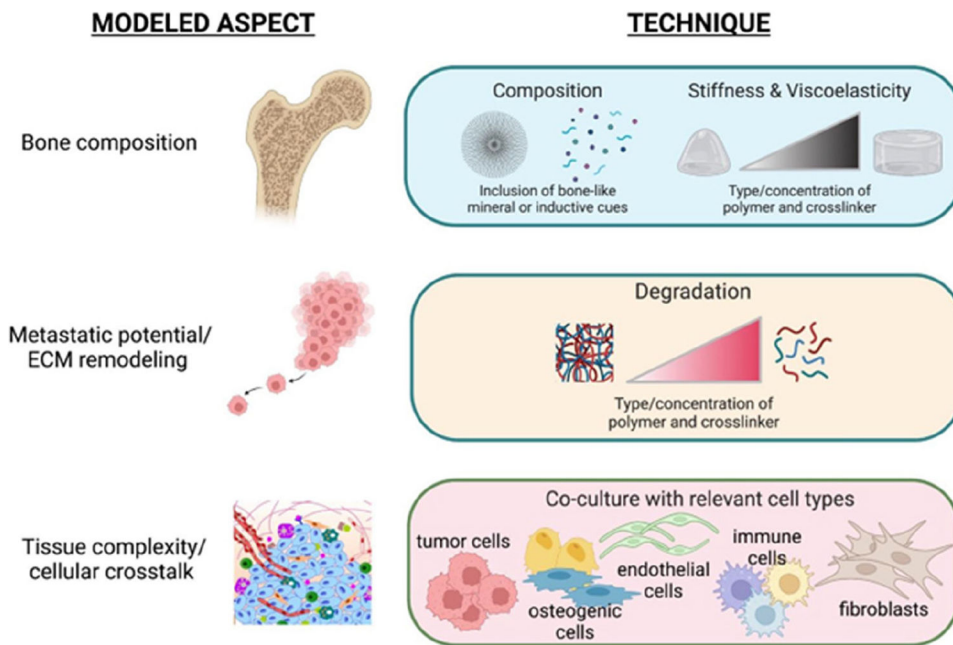 MODELED ASPECT
TECHNIQUE
Bone composition
Composition
Inclusion of bone-like
mineral or inductive cues
Stiffness & Viscoelasticity
Type/concentration of
polymer and crosslinker
Metastatic potential/
ECM remodeling
Degradation
Type/concentration of
polymer and crosslinker
Tissue complexity/
cellular crosstalk
Co-culture with relevant cell types
tumor cells
osteogenic
cells
endothelial
cells
immune
cells
fibroblasts